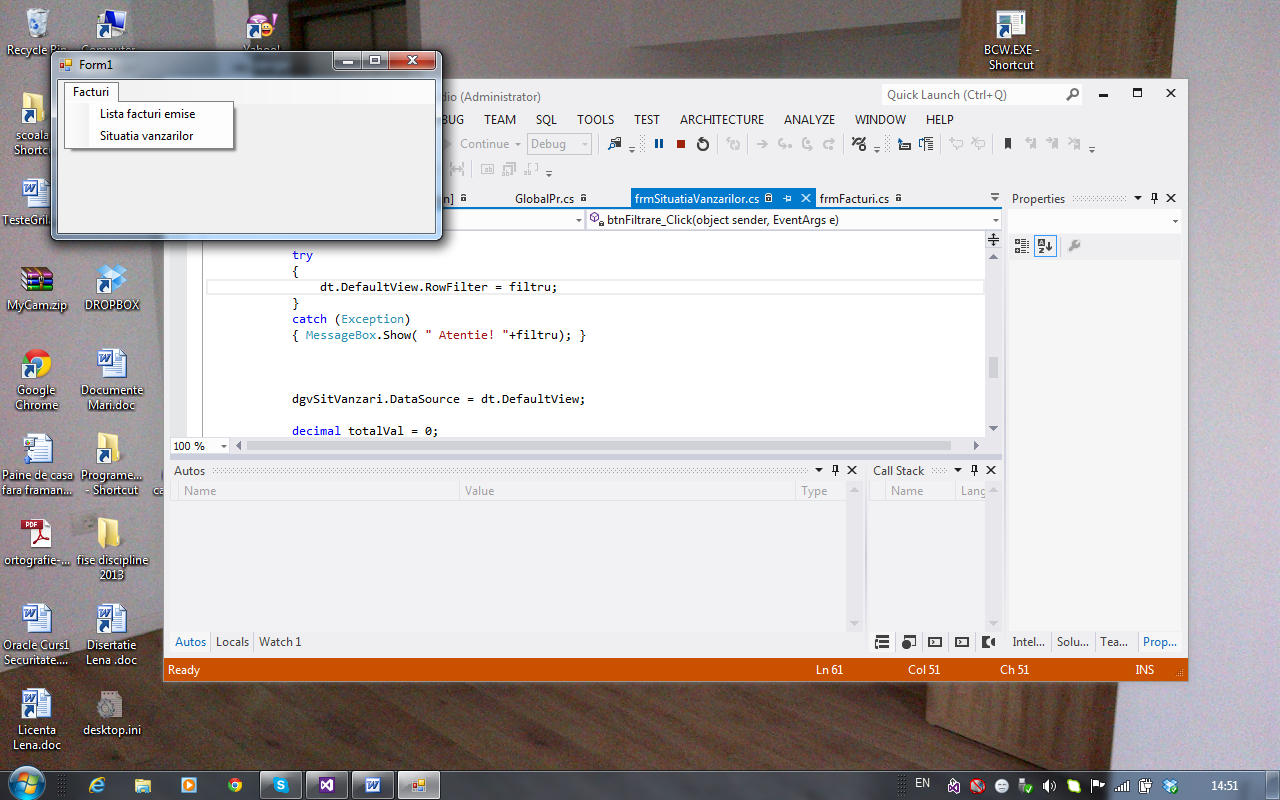 Recycle Bin
Computer
Yahoo!
BCW.EXE -
Shortcut
Form1
Facturi
Lista facturi emise
Situatia vanzarilor
dio (Administrator)
Quick Launch (Ctrl+Q)
BUG TEAM SQL TOOLS TEST ARCHITECTURE ANALYZE WINDOW HELP
Continue
Debug
n]
GlobalPr.cs
frmSituatiaVanzarilor.cs
frmFacturi.cs
Properties
btnFiltrare_Click(object sender, EventArgs e)
try
{
dt.DefaultView.RowFilter = filtru;
}
catch (Exception)
{ MessageBox.Show( " Atentie! "+filtru); }
dgvSitVanzari.DataSource = dt.DefaultView;
decimal totalVal = 0;
100 %
Autos
Name Value Type
Call Stack
Name Lang
Autos Locals Watch 1
Intel... Solu... Tea... Prop...
Ready Ln 61 Col 51 Ch 51 INS
scoala
Shortcu
TesteGril.
MyCam.zip
DROPBOX
Google
Chrome
Documente
Mari.doc
Paine de casa
fara framan...
Programe...
- Shortcut
ca
ortografie-...
fise discipline
2013
Oracle Curs1
Securitate....
Disertatie
Lena .doc
Licenta
Lena.doc
desktop.ini
EN
14:51